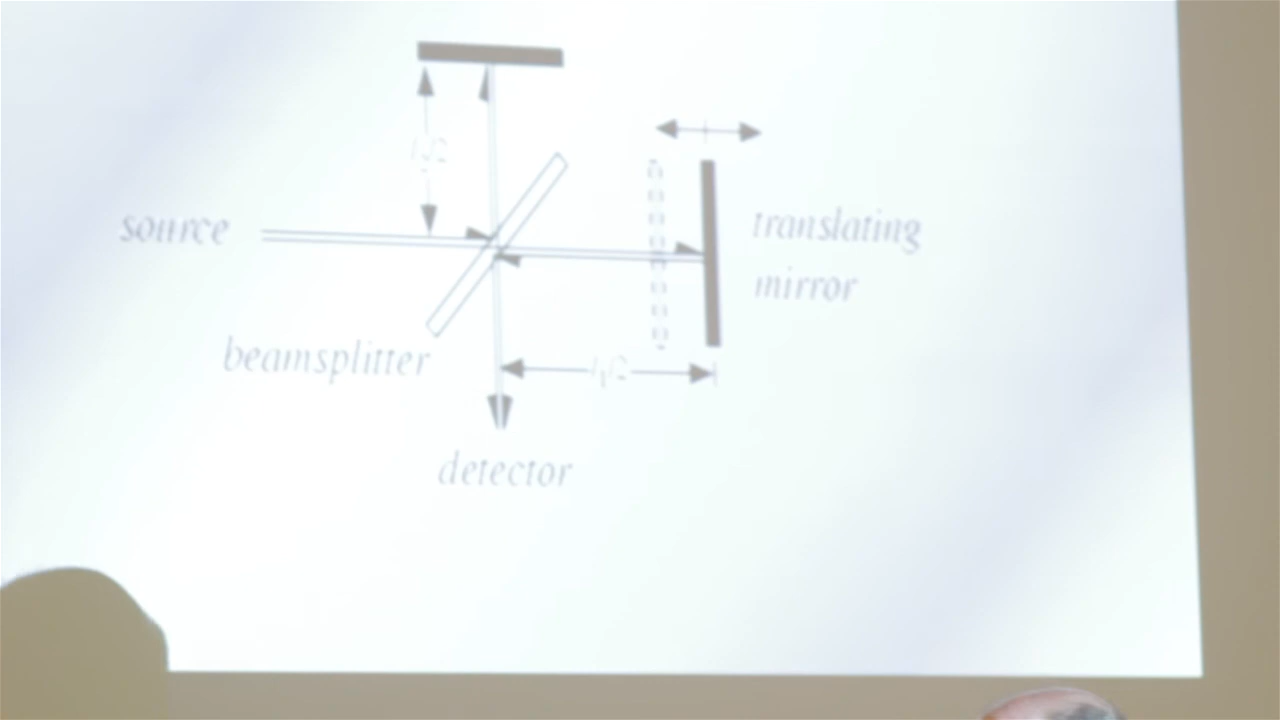 source
translating
mirror
beamsplitter
detector